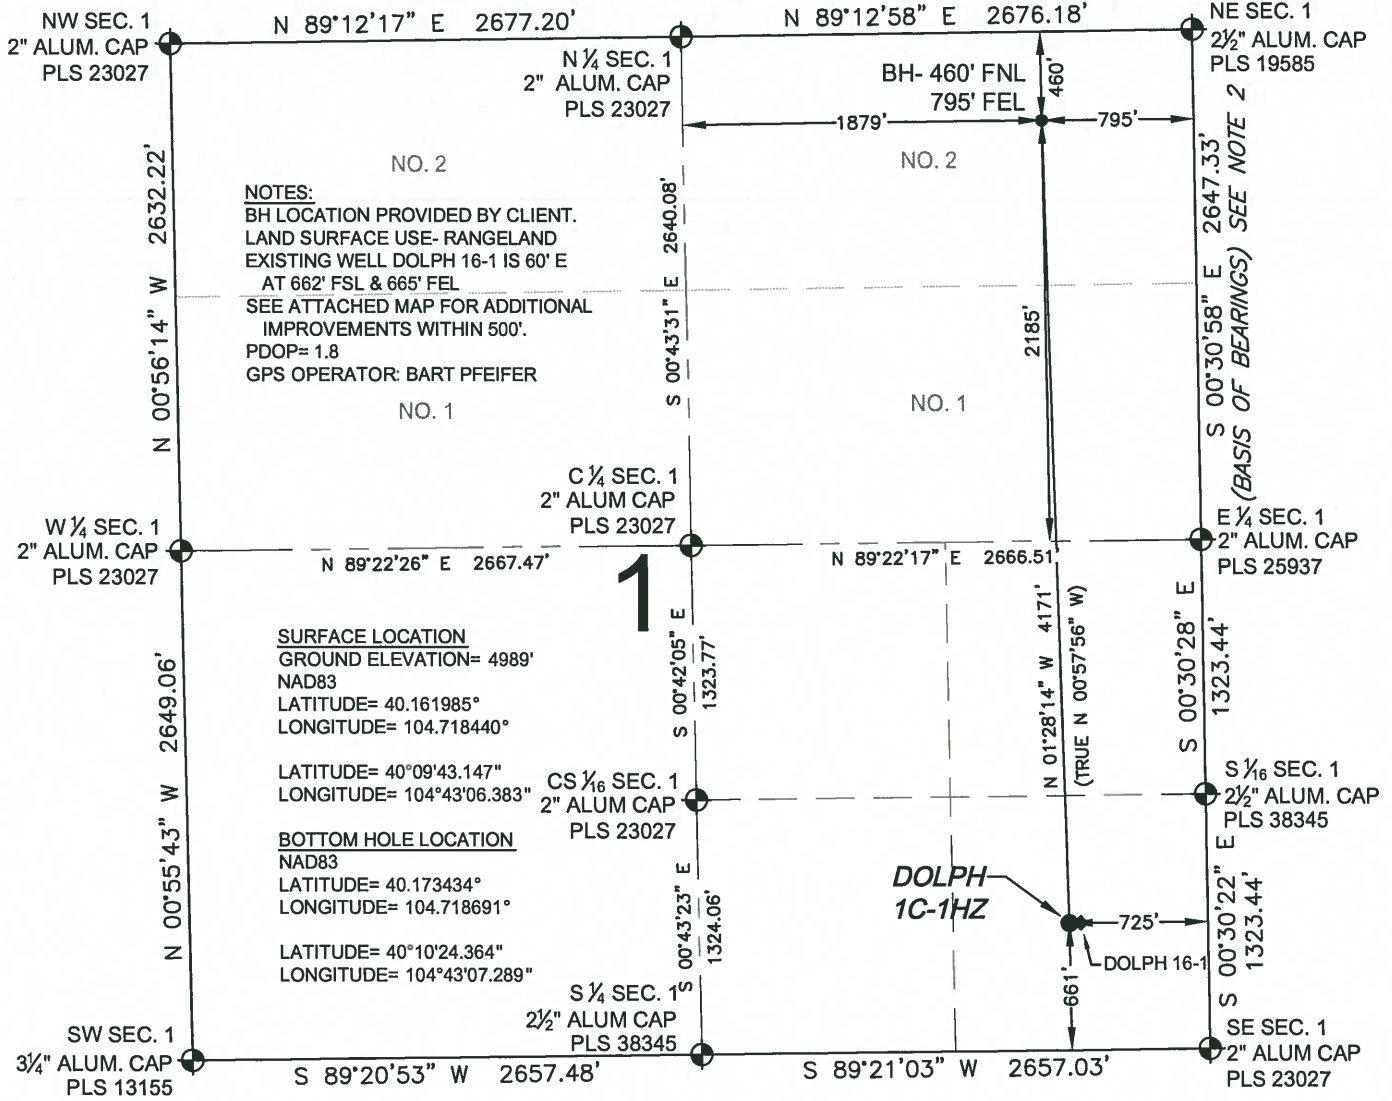 NW SEC. 1
2" ALUM. CAP
PLS 23027
N 89°12'17" E 2677.20'
N 89°12'58" E 2676.18'
NE SEC. 1
2½" ALUM. CAP
PLS 19585
N ¼ SEC. 1
2" ALUM. CAP
PLS 23027
BH- 460' FNL
795' FEL
460'
1879'
795'
NO. 2
NO. 2
N 00°56'14" W 2632.22'
NOTES:
BH LOCATION PROVIDED BY CLIENT.
LAND SURFACE USE- RANGELAND
EXISTING WELL DOLPH 16-1 IS 60' E
AT 662' FSL & 665' FEL
SEE ATTACHED MAP FOR ADDITIONAL
IMPROVEMENTS WITHIN 500'.
PDOP= 1.8
GPS OPERATOR: BART PFEIFER
S 00°43'31" E 2640.08'
2185'
S 00°30'58" E 2647.33'
(BASIS OF BEARINGS) SEE NOTE 2
NO. 1
NO. 1
C ¼ SEC. 1
2" ALUM CAP
PLS 23027
W ¼ SEC. 1
2" ALUM. CAP
PLS 23027
E ¼ SEC. 1
2" ALUM. CAP
PLS 25937
N 89°22'26" E 2667.47'
1
N 89°22'17" E 2666.51'
SURFACE LOCATION
GROUND ELEVATION= 4989'
NAD83
LATITUDE= 40.161985°
LONGITUDE= 104.718440°
LATITUDE= 40°09'43.147"
LONGITUDE= 104°43'06.383"
S 00°42'05" E
1323.77'
N 01°28'14" W 4171'
(TRUE N 00°57'56" W)
S 00°30'28" E
1323.44'
N 00°55'43" W 2649.06'
CS 1⁄16 SEC. 1
2" ALUM CAP
PLS 23027
S 1⁄16 SEC. 1
2½" ALUM. CAP
PLS 38345
BOTTOM HOLE LOCATION
NAD83
LATITUDE= 40.173434°
LONGITUDE= 104.718691°
LATITUDE= 40°10'24.364"
LONGITUDE= 104°43'07.289"
S 00°43'23" E
1324.06'
DOLPH
1C-1HZ
725'
DOLPH 16-1
661'
S 00°30'22" E
1323.44'
S ¼ SEC. 1
2½" ALUM CAP
PLS 38345
SW SEC. 1
3¼" ALUM. CAP
PLS 13155
S 89°20'53" W 2657.48'
S 89°21'03" W 2657.03'
SE SEC. 1
2" ALUM CAP
PLS 23027